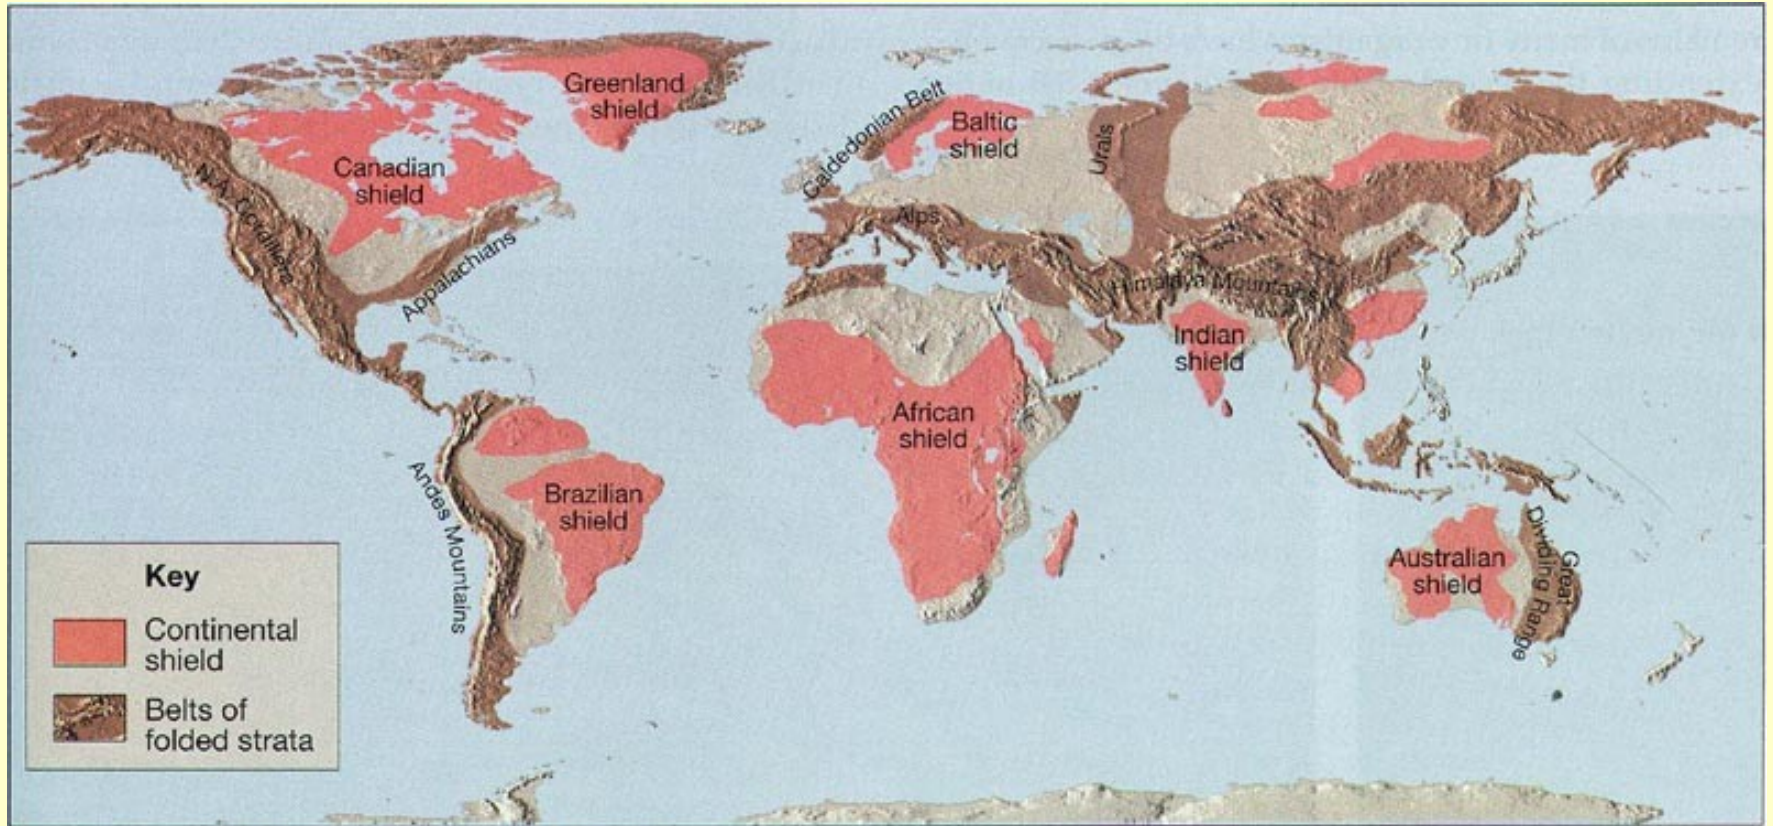 Greenland
shield
Canadian
shield
Caldedonian Belt
Baltic
shield
Urals
N.A. Cordillera
Appalachians
Alps
Himalaya Mountains
Indian
shield
African
shield
Andes Mountains
Brazilian
shield
Australian
shield
Great
Dividing Range
Key
Continental
shield
Belts of
folded strata